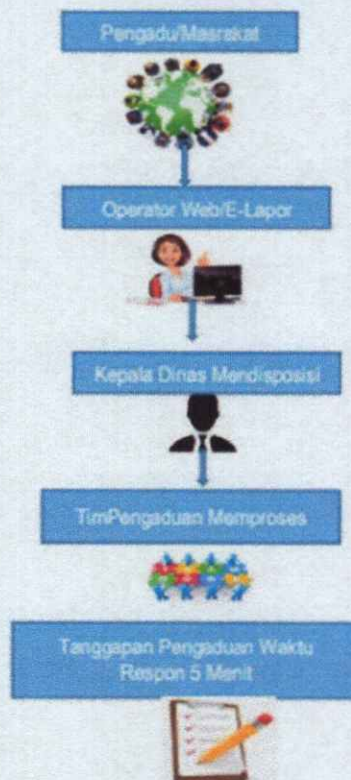 Pengadu/Masrakat
Operator Web/E-Lapor
Kepala Dinas Mendisposisi
TimPengaduan Memproses
Tanggapan Pengaduan Waktu
Respon 5 Menit